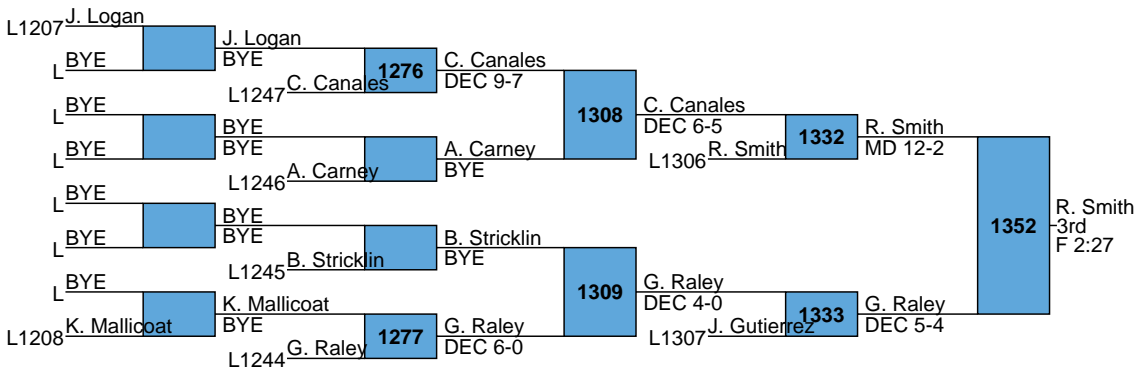 L1207 J. Logan
L BYE
J. Logan
BYE
L1247 C. Canales
1276
C. Canales
DEC 9-7
L BYE
L BYE
BYE
BYE
L1246 A. Carney
A. Carney
BYE
1308
C. Canales
DEC 6-5
L1306 R. Smith
1332
R. Smith
MD 12-2
L BYE
L BYE
BYE
BYE
L1245 B. Stricklin
B. Stricklin
BYE
L BYE
L1208 K. Mallicoat
K. Mallicoat
BYE
L1244 G. Raley
1277
G. Raley
DEC 6-0
1309
G. Raley
DEC 4-0
L1307 J. Gutierrez
1333
G. Raley
DEC 5-4
1352
R. Smith
3rd
F 2:27